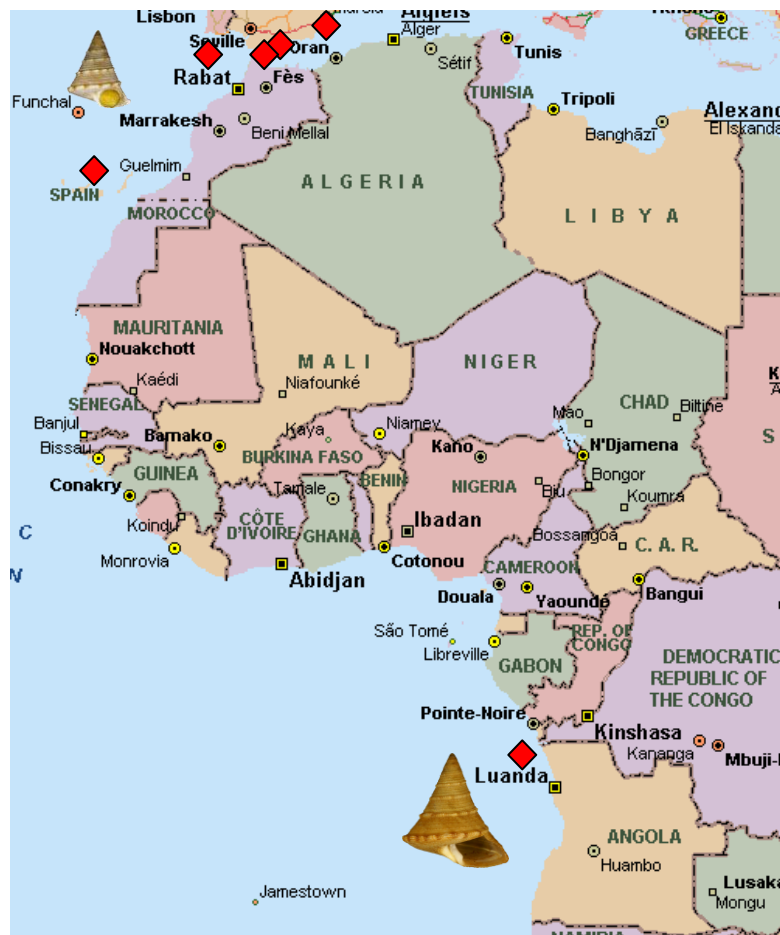 Lisbon
Algiers
Alger
Seville
Oran
Sétif
Tunis
GREECE
Rabat
Fès
TUNISIA
Funchal
Tripoli
Marrakesh
Beni Mellal
Banghāzī
Alexand
El Iskanda
Guelmim
ALGERIA
SPAIN
MOROCCO
LIBYA
MAURITANIA
Nouakchott
MALI
NIGER
Kaédi
Niafounké
CHAD
K
A
SENEGAL
Mao
Biltine
Banjul
Kaya
Niamey
Bissau
Bamako
Kano
N'Djamena
S
BURKINA FASO
GUINEA
BENIN
Bongor
Conakry
Tamale
NIGERIA
Biu
Koumra
Koindu
CÔTE
D'IVOIRE
GHANA
Ibadan
C
Bossangoa
C. A. R.
Monrovia
Cotonou
N
Abidjan
CAMEROON
Douala
Yaoundé
Bangui
São Tomé
REP. OF
CONGO
Libreville
GABON
DEMOCRATIC
REPUBLIC OF
THE CONGO
Pointe-Noire
Kinshasa
Kananga
Mbuji-
Luanda
ANGOLA
Huambo
Lusaka
Jamestown
Mongu
NAMIBIA